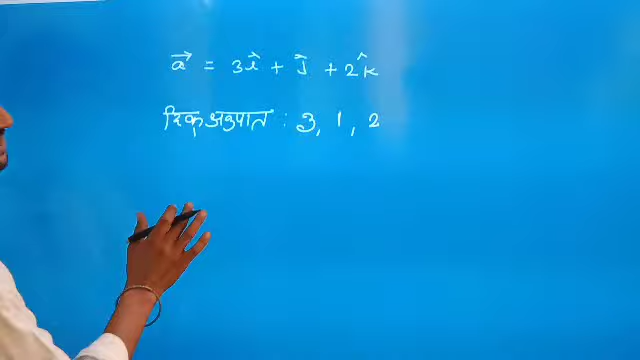 a⃗ = 3î + ĵ + 2k̂
दिक् अनुपात : 3, 1, 2